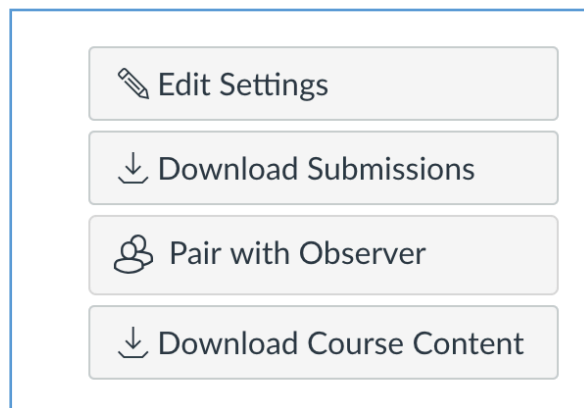 Edit Settings
Download Submissions
Pair with Observer
Download Course Content